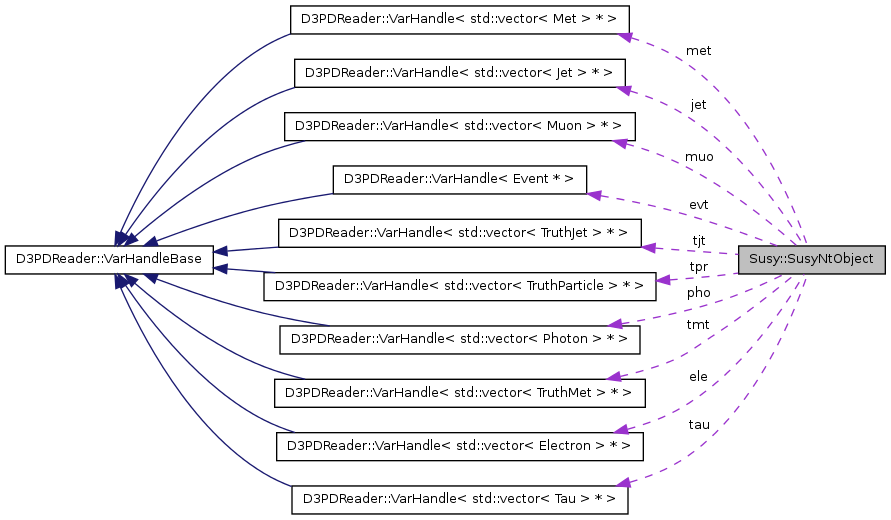 D3PDReader::VarHandle< std::vector< Met > * >
met
D3PDReader::VarHandle< std::vector< Jet > * >
jet
D3PDReader::VarHandle< std::vector< Muon > * >
muo
D3PDReader::VarHandle< Event * >
evt
D3PDReader::VarHandle< std::vector< TruthJet > * >
tjt
D3PDReader::VarHandleBase
Susy::SusyNtObject
tpr
D3PDReader::VarHandle< std::vector< TruthParticle > * >
pho
D3PDReader::VarHandle< std::vector< Photon > * >
tmt
D3PDReader::VarHandle< std::vector< TruthMet > * >
ele
D3PDReader::VarHandle< std::vector< Electron > * >
tau
D3PDReader::VarHandle< std::vector< Tau > * >